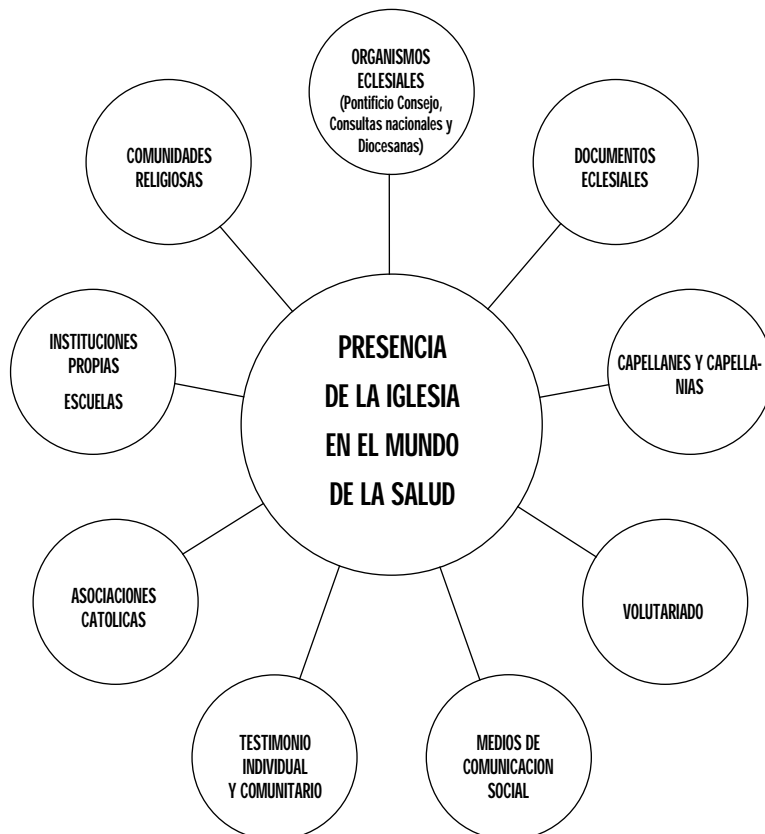 ORGANISMOS
ECLESIALES
(Pontificio Consejo,
Consultas nacionales y
Diocesanas)
COMUNIDADES
RELIGIOSAS
DOCUMENTOS
ECLESIALES
INSTITUCIONES
PROPIAS
ESCUELAS
PRESENCIA
DE LA IGLESIA
EN EL MUNDO
DE LA SALUD
CAPELLANES Y CAPELLA-
NIAS
ASOCIACIONES
CATOLICAS
VOLUTARIADO
TESTIMONIO
INDIVIDUAL
Y COMUNITARIO
MEDIOS DE
COMUNICACION
SOCIAL